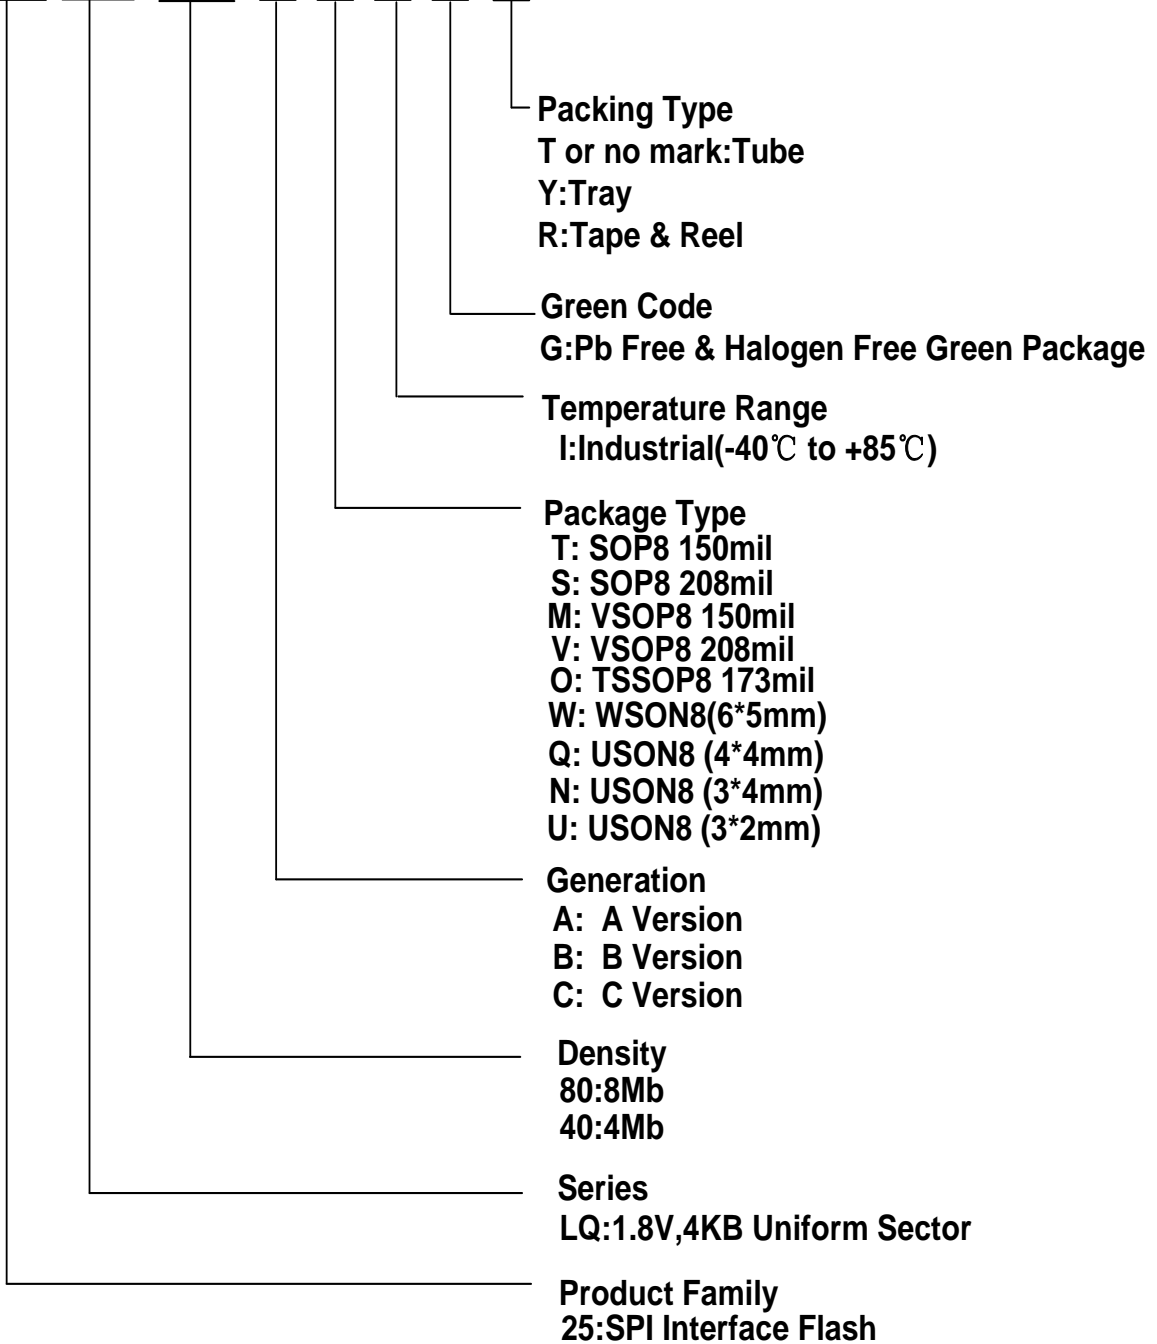 Packing Type
T or no mark:Tube
Y:Tray
R:Tape & Reel
Green Code
G:Pb Free & Halogen Free Green Package
Temperature Range
I:Industrial(-40℃ to +85℃)
Package Type
T: SOP8 150mil
S: SOP8 208mil
M: VSOP8 150mil
V: VSOP8 208mil
O: TSSOP8 173mil
W: WSON8(6*5mm)
Q: USON8 (4*4mm)
N: USON8 (3*4mm)
U: USON8 (3*2mm)
Generation
A: A Version
B: B Version
C: C Version
Density
80:8Mb
40:4Mb
Series
LQ:1.8V,4KB Uniform Sector
Product Family
25:SPI Interface Flash